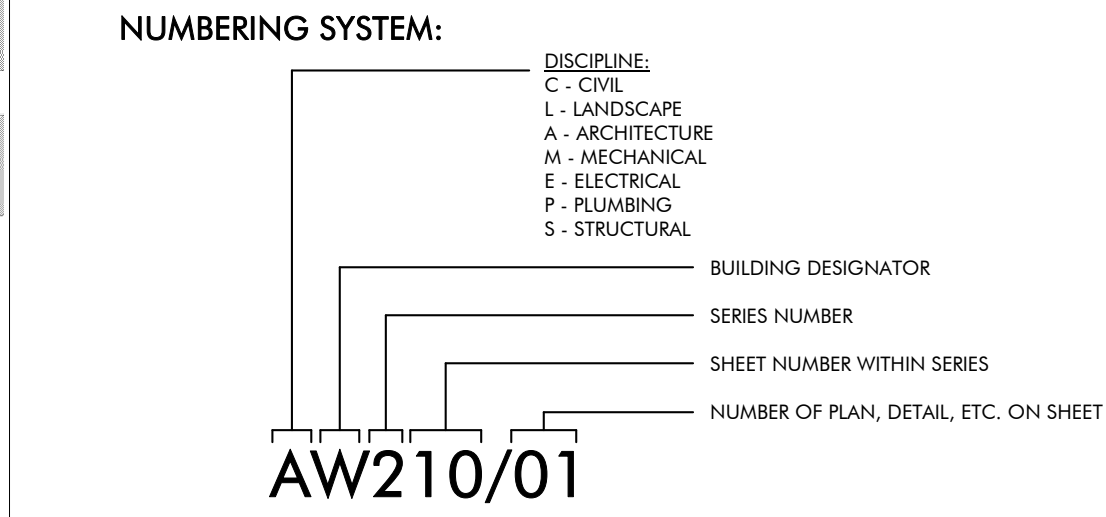 NUMBERING SYSTEM:
DISCIPLINE:
C - CIVIL
L - LANDSCAPE
A - ARCHITECTURE
M - MECHANICAL
E - ELECTRICAL
P - PLUMBING
S - STRUCTURAL
BUILDING DESIGNATOR
SERIES NUMBER
SHEET NUMBER WITHIN SERIES
NUMBER OF PLAN, DETAIL, ETC. ON SHEET
AW210/01